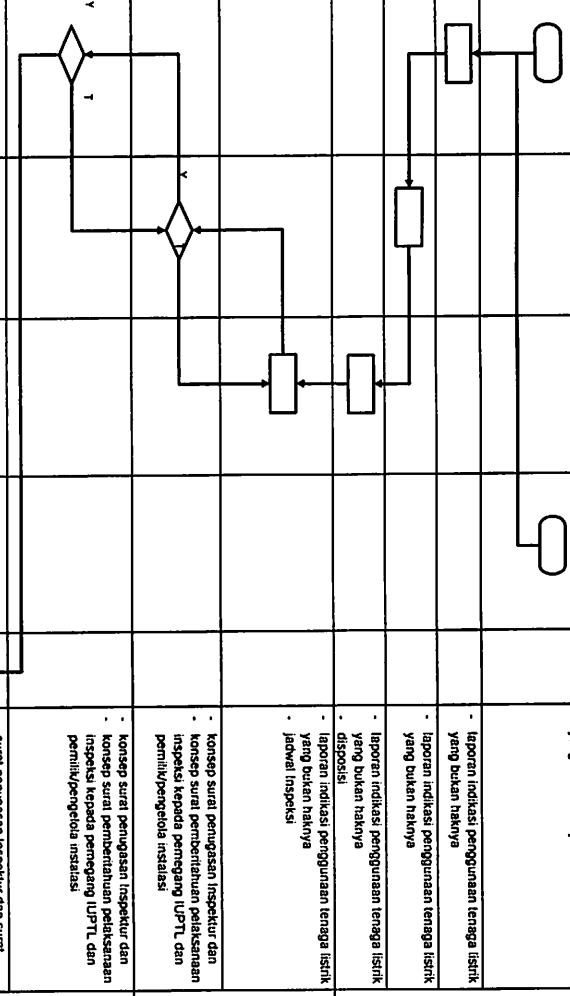 - laporan indikasi penggunaan tenaga listrik
yang bukan haknya
- laporan indikasi penggunaan tenaga listrik
yang bukan haknya
- laporan indikasi penggunaan tenaga listrik
yang bukan haknya
- disposisi
- laporan indikasi penggunaan tenaga listrik
yang bukan haknya
- jadwal Inspeksi
- konsep surat penugasan Inspektur dan
- konsep surat pemberitahuan pelaksanaan
inspeksi kepada pemegang IUPTL dan
pemilik/pengelola instalasi
- konsep surat penugasan Inspektur dan
- konsep surat pemberitahuan pelaksanaan
inspeksi kepada pemegang IUPTL dan
pemilik/pengelola instalasi
Y
T
Y
T